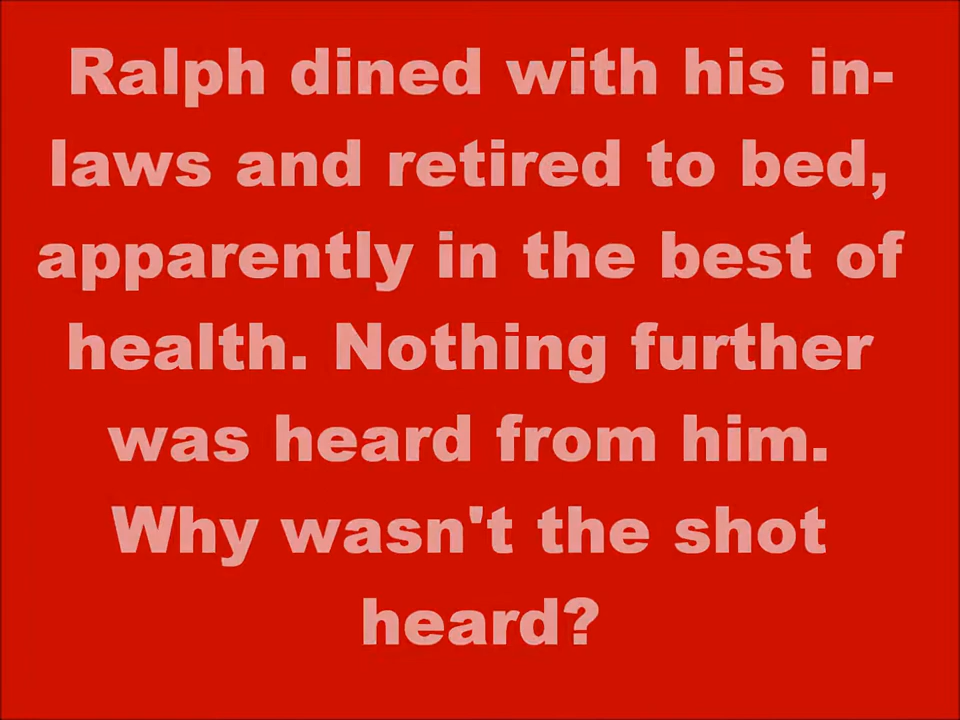 Ralph dined with his in-
laws and retired to bed,
apparently in the best of
health. Nothing further
was heard from him.
Why wasn't the shot
heard?